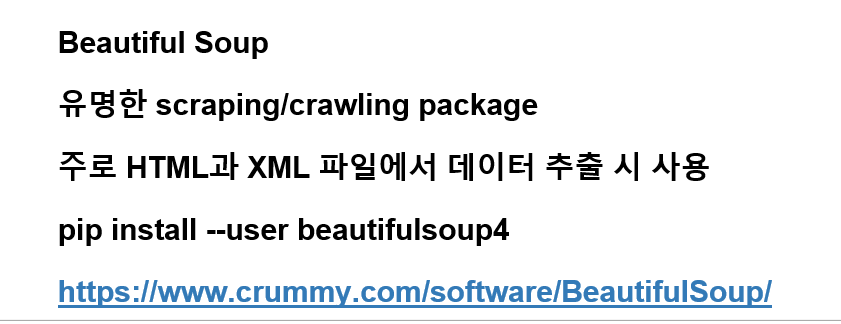 Beautiful Soup
유명한 scraping/crawling package
주로 HTML과 XML 파일에서 데이터 추출 시 사용
pip install --user beautifulsoup4
https://www.crummy.com/software/BeautifulSoup/